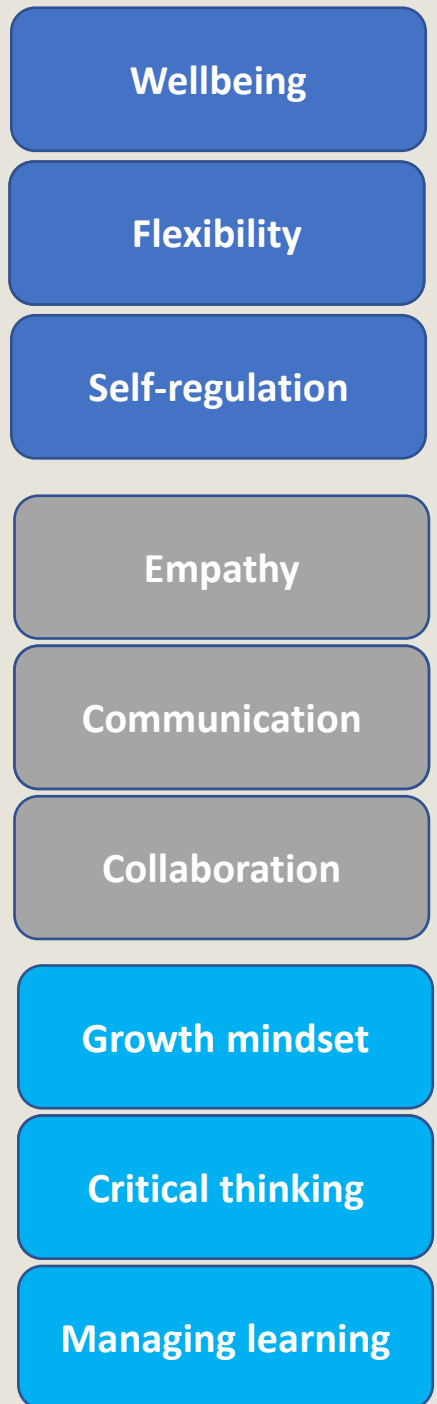 Wellbeing
Flexibility
Self-regulation
Empathy
Communication
Collaboration
Growth mindset
Critical thinking
Managing learning